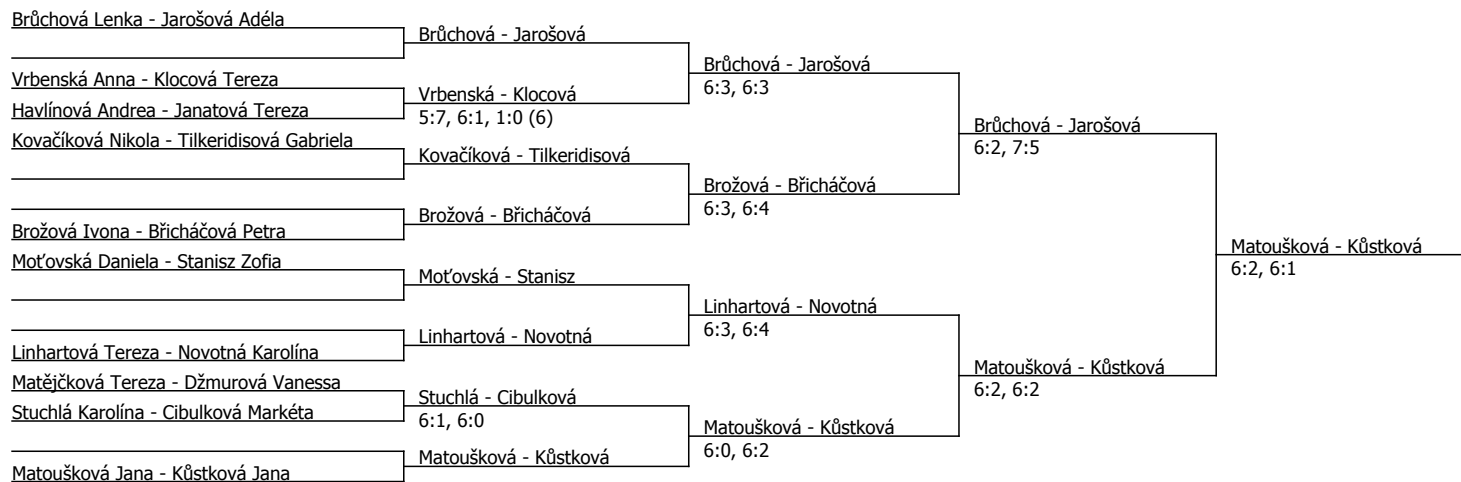 Brůchová Lenka - Jarošová Adéla
Vrbenská Anna - Klocová Tereza
Havlínová Andrea - Janatová Tereza
Kovačíková Nikola - Tilkeridisová Gabriela
Brožová Ivona - Břicháčová Petra
Moťovská Daniela - Stanisz Zofia
Linhartová Tereza - Novotná Karolína
Matějčková Tereza - Džmurová Vanessa
Stuchlá Karolína - Cibulková Markéta
Matoušková Jana - Kůstková Jana
Brůchová - Jarošová
Vrbenská - Klocová
5:7, 6:1, 1:0 (6)
Kovačíková - Tilkeridisová
Brožová - Břicháčová
Moťovská - Stanisz
Linhartová - Novotná
Stuchlá - Cibulková
6:1, 6:0
Matoušková - Kůstková
Brůchová - Jarošová
6:3, 6:3
Brožová - Břicháčová
6:3, 6:4
Linhartová - Novotná
6:3, 6:4
Matoušková - Kůstková
6:0, 6:2
Brůchová - Jarošová
6:2, 7:5
Matoušková - Kůstková
6:2, 6:2
Matoušková - Kůstková
6:2, 6:1